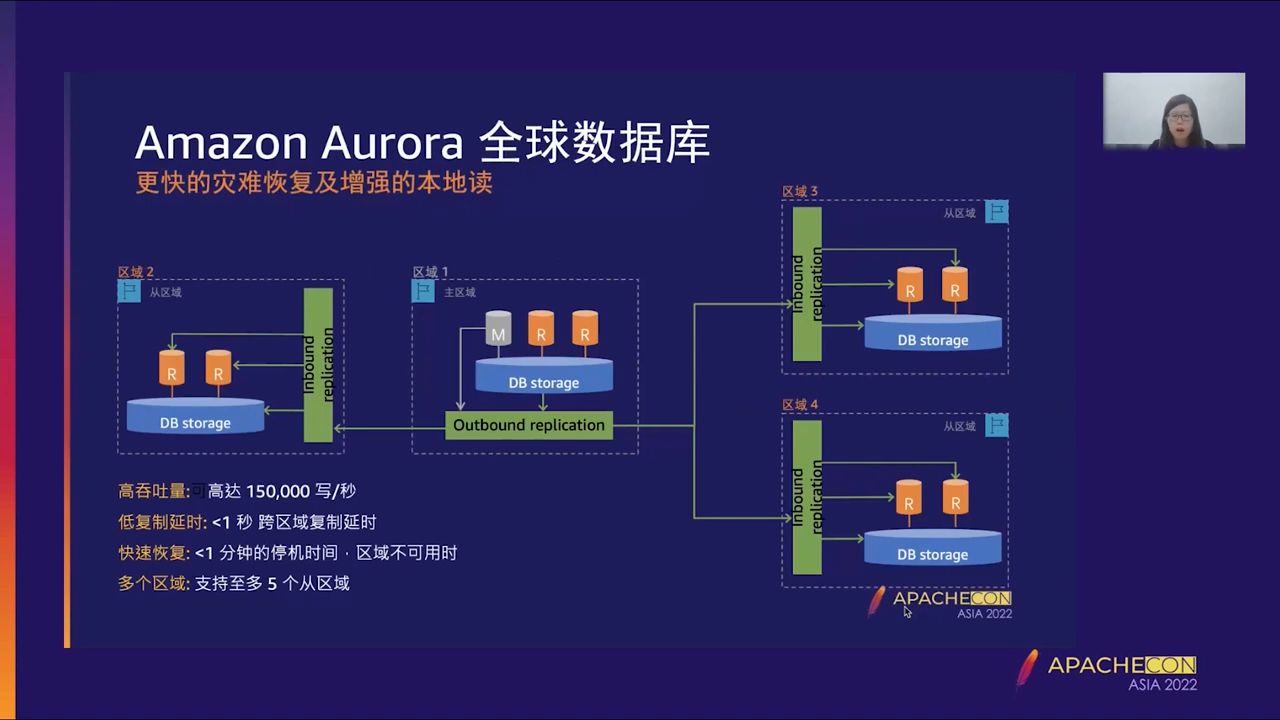 Amazon Aurora 全球数据库
更快的灾难恢复及增强的本地读
区域 2
从区域
Inbound replication
R
R
DB storage
区域 1
主区域
M
R
R
DB storage
Outbound replication
区域 3
从区域
Inbound replication
R
R
DB storage
区域 4
从区域
Inbound replication
R
R
DB storage
高吞吐量:可高达 150,000 写/秒
低复制延时: <1 秒 跨区域复制延时
快速恢复: <1 分钟的停机时间，区域不可用时
多个区域: 支持至多 5 个从区域
APACHECON
ASIA 2022
APACHECON
ASIA 2022